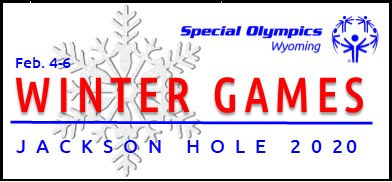 Special Olympics
Wyoming
Feb. 4-6
WINTER GAMES
JACKSON HOLE 2020